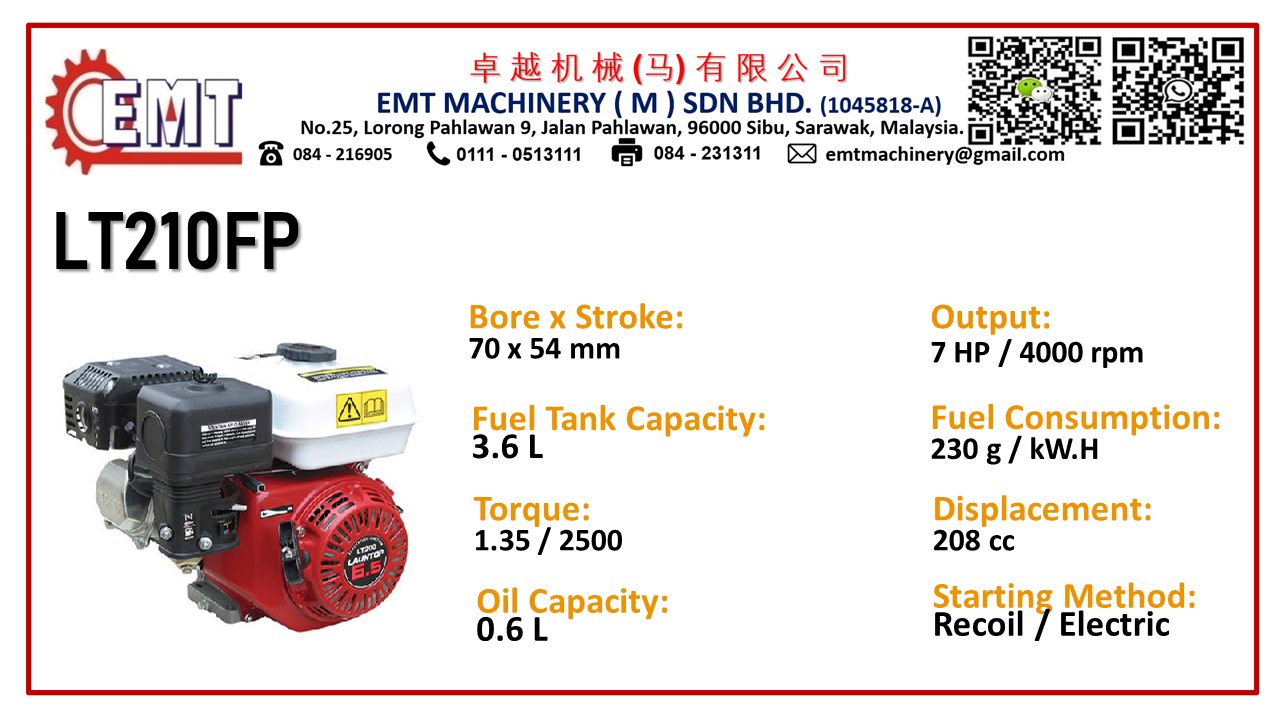 EMT
卓越机械(马)有限公司
EMT MACHINERY ( M ) SDN BHD. (1045818-A)
No.25, Lorong Pahlawan 9, Jalan Pahlawan, 96000 Sibu, Sarawak, Malaysia.
084 - 216905 0111 - 0513111 084 - 231311 emtmachinery@gmail.com
LT210FP
Bore x Stroke:
70 x 54 mm
Output:
7 HP / 4000 rpm
Fuel Tank Capacity:
3.6 L
Fuel Consumption:
230 g / kW.H
Torque:
1.35 / 2500
Displacement:
208 cc
Oil Capacity:
0.6 L
Starting Method:
Recoil / Electric
LT200
LAUNTOP
6.5